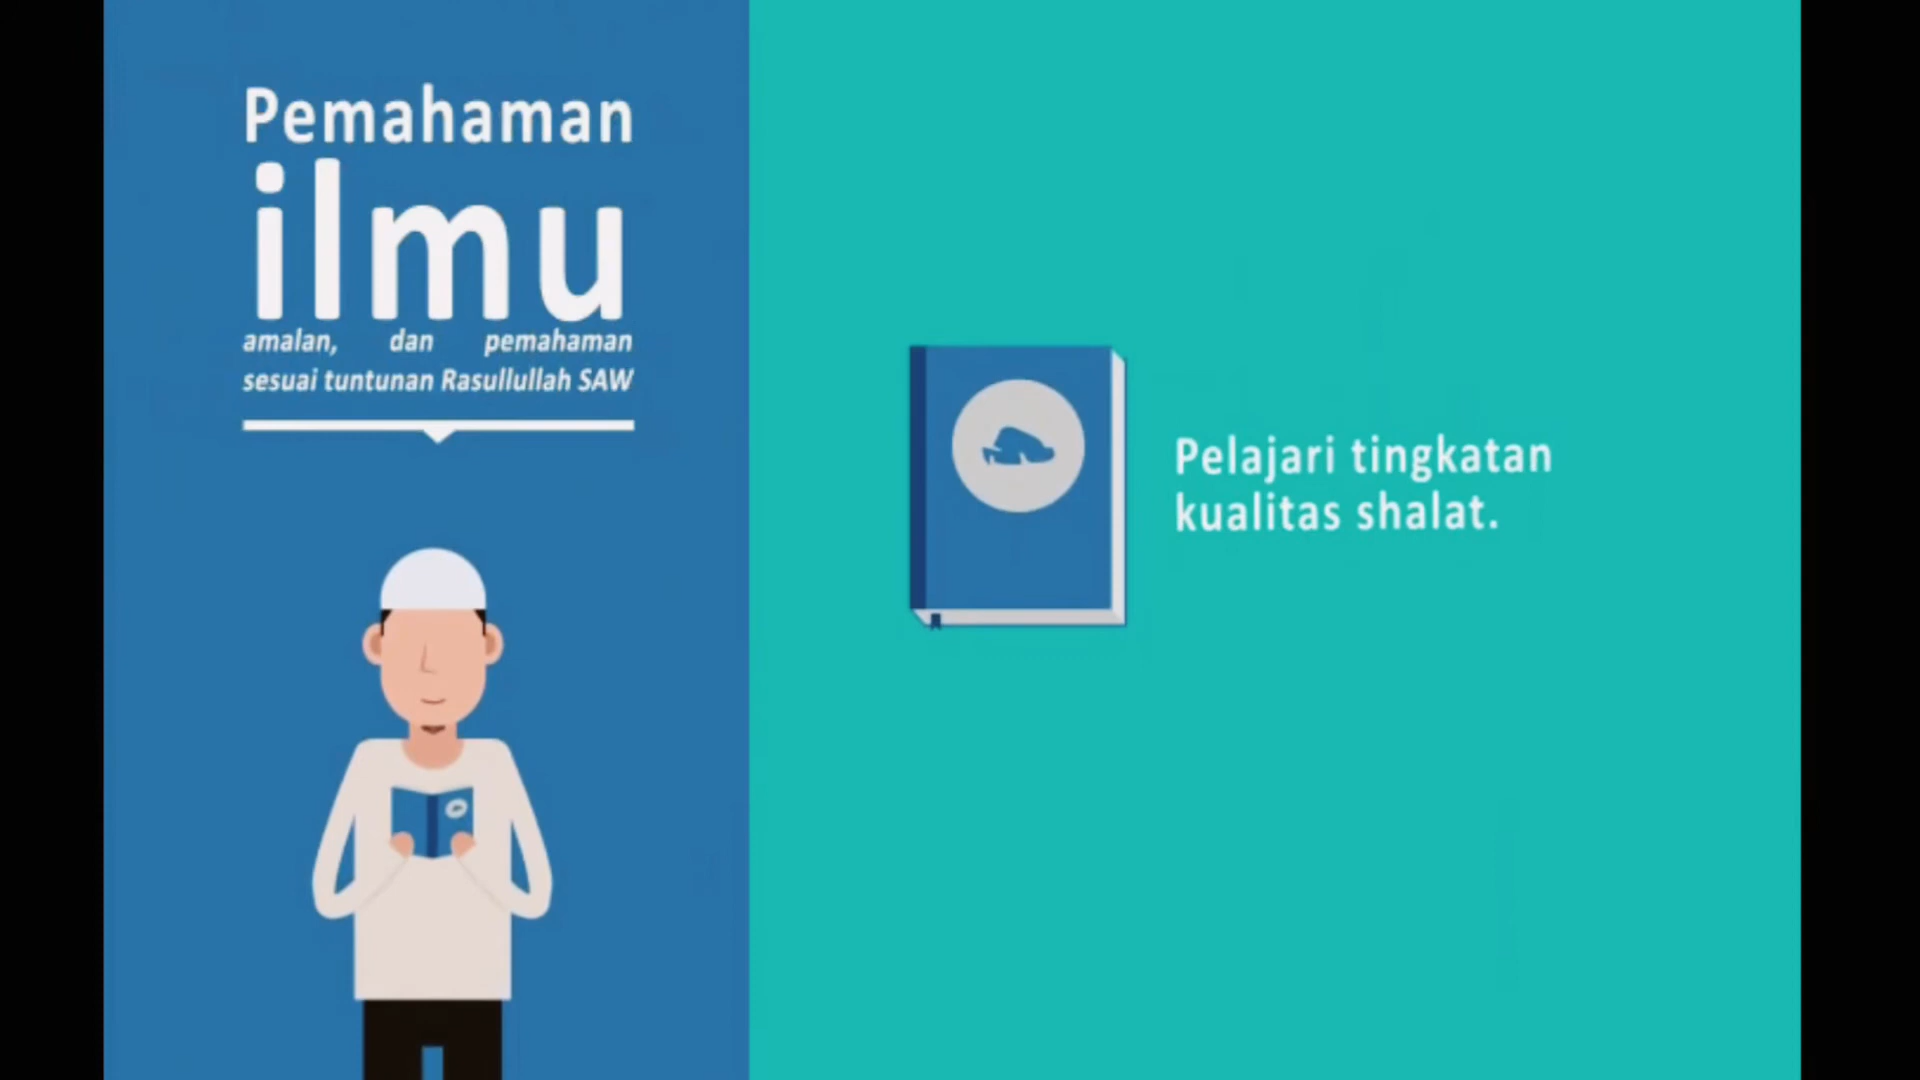 Pemahaman
ilmu
amalan, dan pemahaman
sesuai tuntunan Rasullullah SAW
Pelajari tingkatan
kualitas shalat.